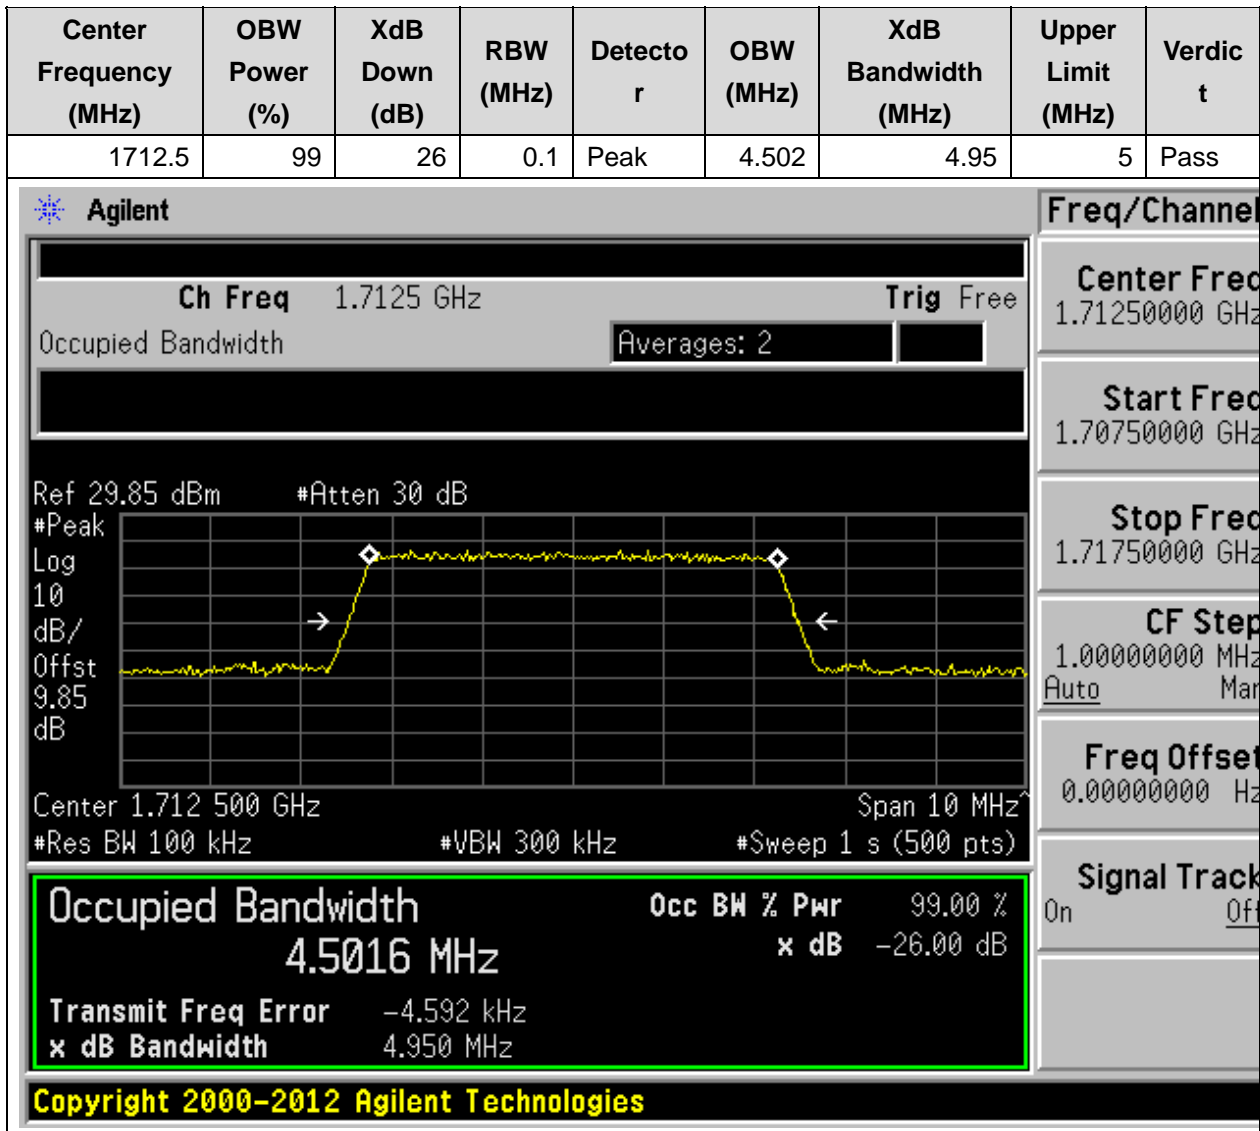 Center Frequency (MHz) OBW Power (%) XdB Down (dB) RBW (MHz) Detecto r OBW (MHz) XdB Bandwidth (MHz) Upper Limit (MHz) Verdic t
1712.5 99 26 0.1 Peak 4.502 4.95 5 Pass
Agilent
Freq/Channel
Ch Freq 1.7125 GHz Trig Free
Occupied Bandwidth Averages: 2
Ref 29.85 dBm #Atten 30 dB
#Peak
Log
10
dB/
Offst
9.85
dB
Center 1.712 500 GHz Span 10 MHz^
#Res BW 100 kHz #VBW 300 kHz #Sweep 1 s (500 pts)
Occupied Bandwidth Occ BW % Pwr 99.00 %
4.5016 MHz x dB -26.00 dB
Transmit Freq Error -4.592 kHz
x dB Bandwidth 4.950 MHz
Center Freq
1.71250000 GHz
Start Freq
1.70750000 GHz
Stop Freq
1.71750000 GHz
CF Step
1.00000000 MHz
Auto Man
Freq Offset
0.00000000 Hz
Signal Track
On Off
Copyright 2000-2012 Agilent Technologies